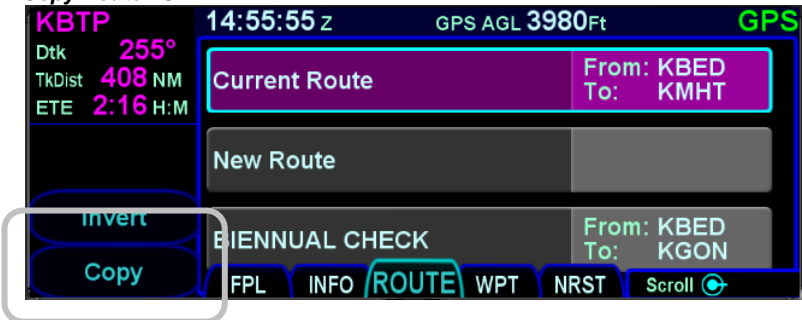 KBTP
14:55:55 Z
GPS AGL 3980Ft
GPS
Dtk 255°
TkDist 408 NM
ETE 2:16 H:M
Current Route
From: KBED
To: KMHT
New Route
Invert
BIENNUAL CHECK
From: KBED
To: KGON
Copy
FPL INFO ROUTE WPT NRST Scroll